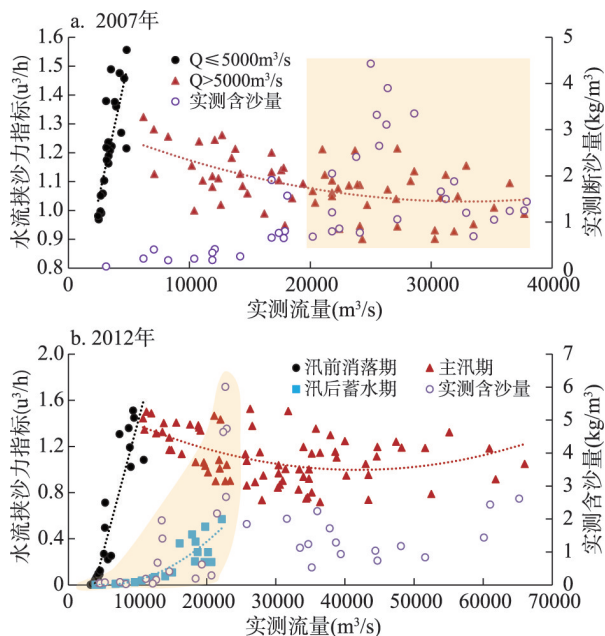 a. 2007年
Q≤5000m³/s
Q>5000m³/s
实测含沙量
水流挟沙力指标(u³/h)
1.6
1.5
1.4
1.3
1.2
1.1
1.0
0.9
0.8
实测断沙量(kg/m³)
5
4
3
2
1
0
0 10000 20000 30000 40000
实测流量(m³/s)
b. 2012年
汛前消落期 主汛期
汛后蓄水期 实测含沙量
水流挟沙力指标(u³/h)
2.0
1.6
1.2
0.8
0.4
0
实测含沙量(kg/m³)
7
6
5
4
3
2
1
0
0 10000 20000 30000 40000 50000 60000 70000
实测流量(m³/s)